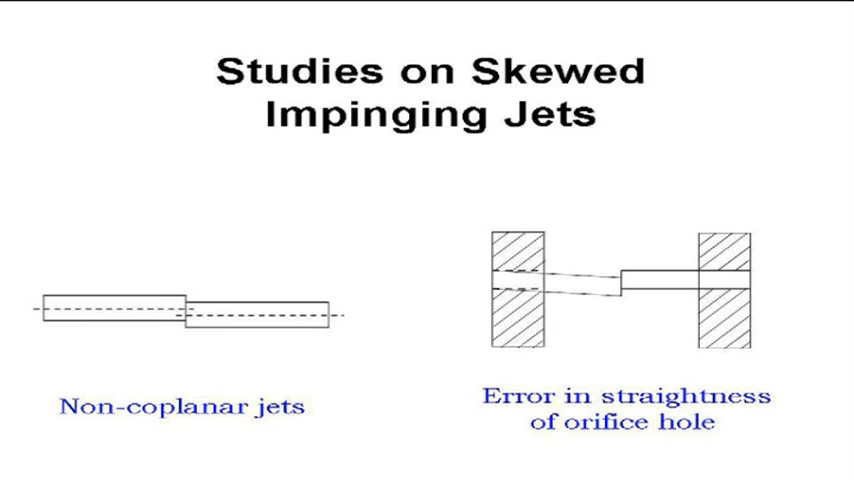 Studies on Skewed
Impinging Jets
Non-coplanar jets
Error in straightness
of orifice hole